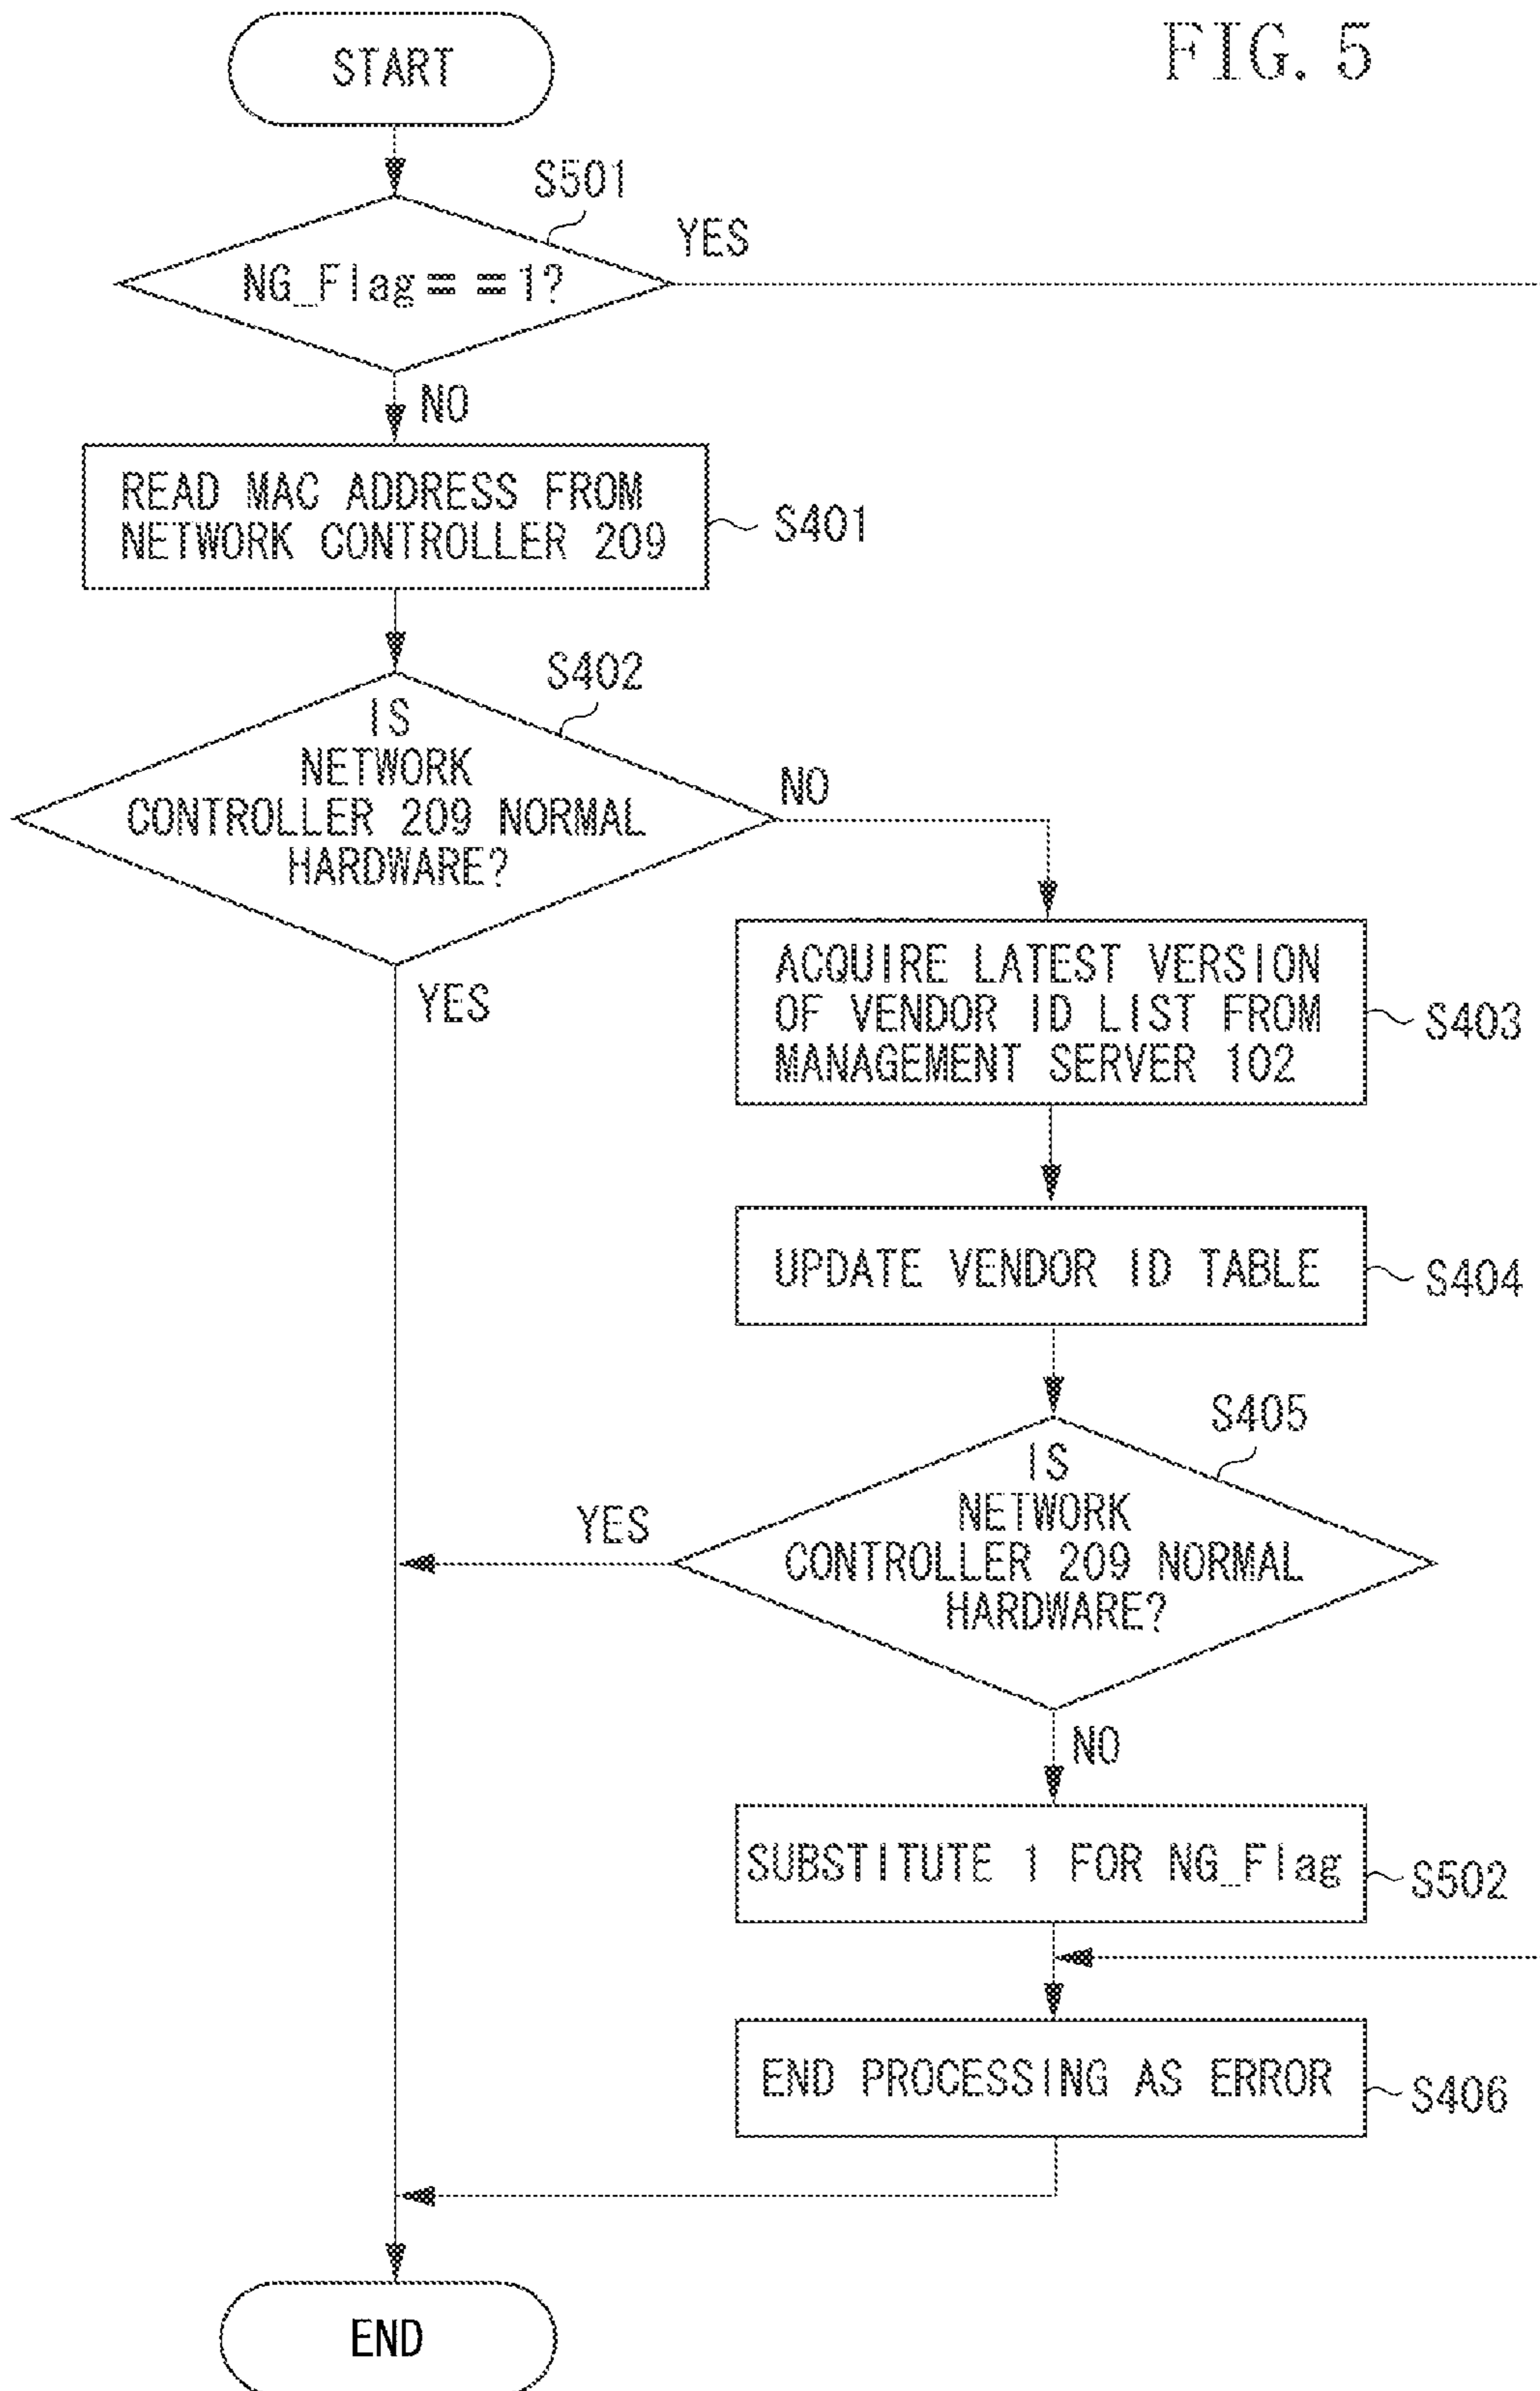 FIG. 5
START
S501
YES
NG_Flag==1?
NO
READ MAC ADDRESS FROM
NETWORK CONTROLLER 209
S401
S402
IS
NETWORK
CONTROLLER 209 NORMAL
HARDWARE?
NO
YES
ACQUIRE LATEST VERSION
OF VENDOR ID LIST FROM
MANAGEMENT SERVER 102
S403
UPDATE VENDOR ID TABLE
S404
S405
IS
NETWORK
CONTROLLER 209 NORMAL
HARDWARE?
YES
NO
SUBSTITUTE 1 FOR NG_Flag
S502
END PROCESSING AS ERROR
S406
END